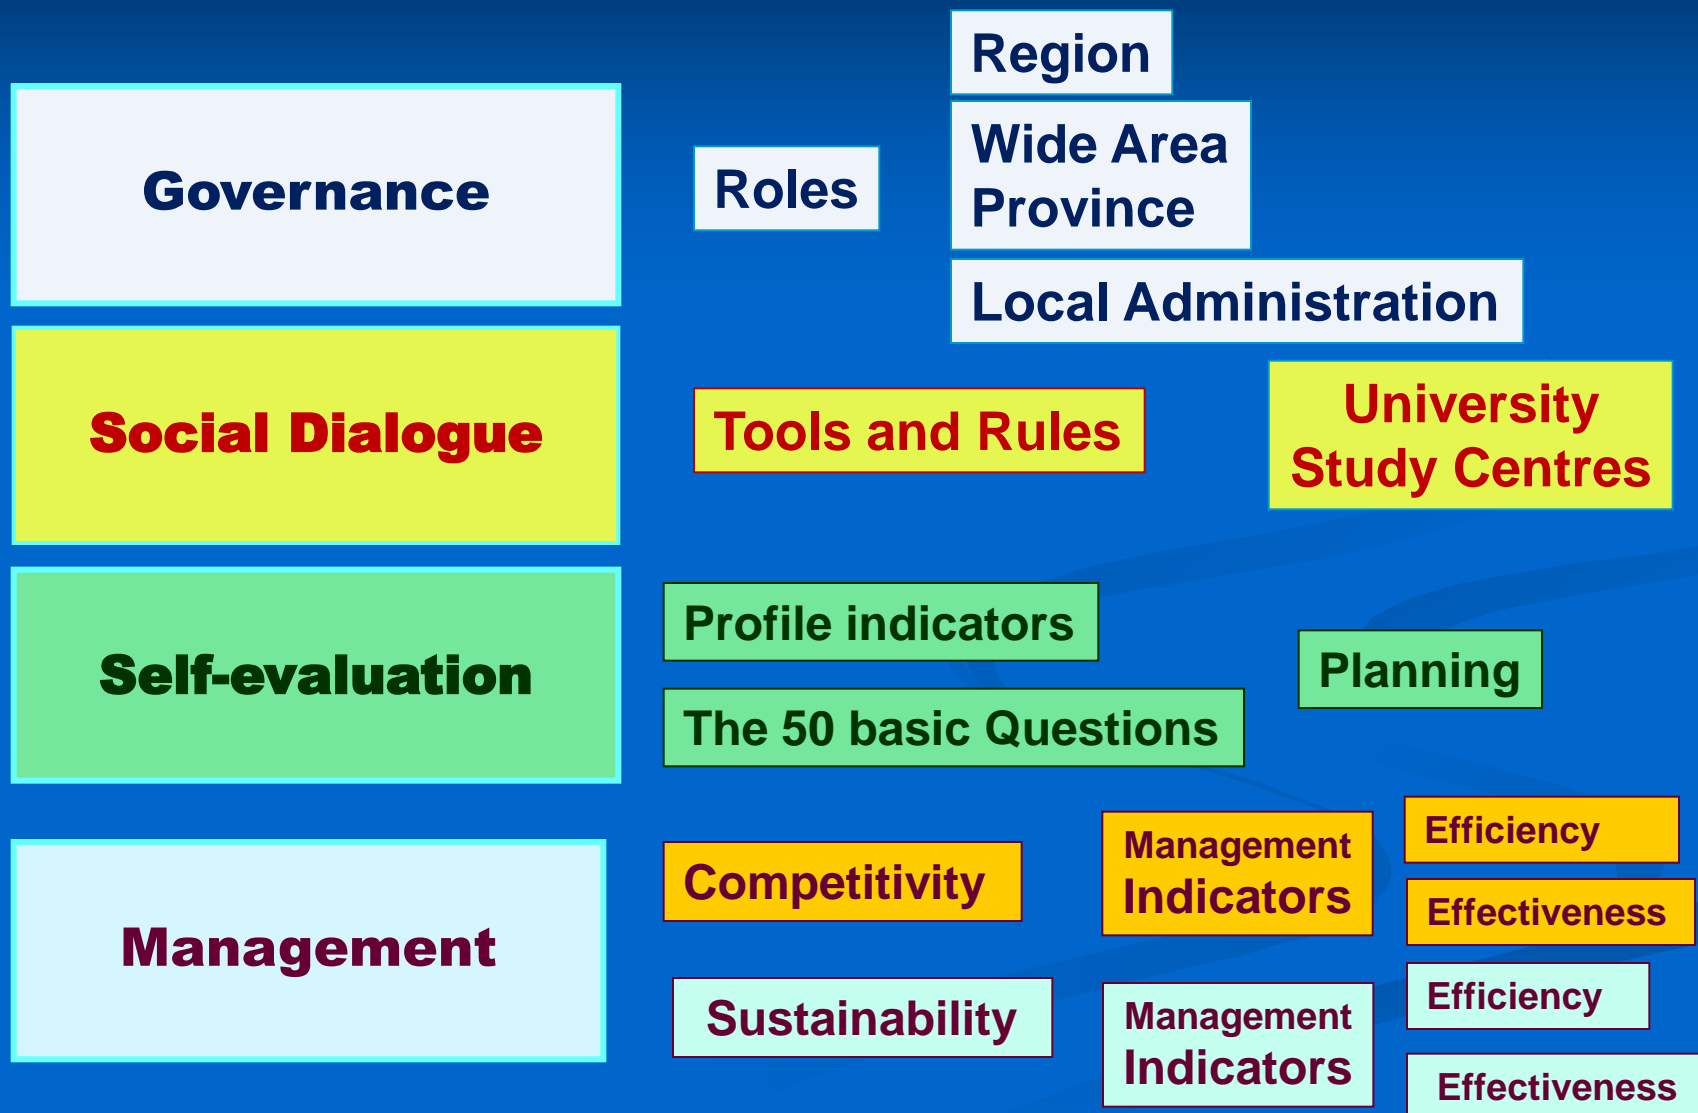 Governance
Roles
Region
Wide Area
Province
Local Administration
Social Dialogue
Tools and Rules
University
Study Centres
Self-evaluation
Profile indicators
The 50 basic Questions
Planning
Management
Competitivity
Management
Indicators
Efficiency
Effectiveness
Sustainability
Management
Indicators
Efficiency
Effectiveness